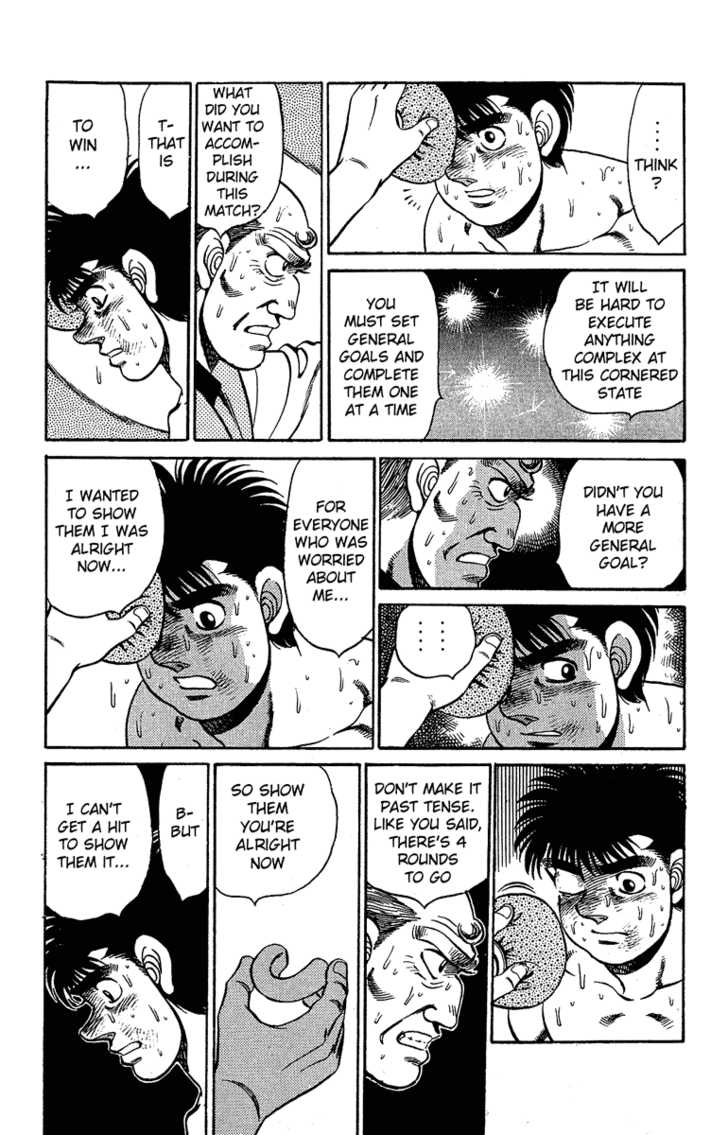 . . . .
THINK
?
WHAT
DID YOU
WANT TO
ACCOM-
PLISH
DURING
THIS
MATCH?
T-
THAT
IS
TO
WIN
...
IT WILL
BE HARD TO
EXECUTE
ANYTHING
COMPLEX AT
THIS CORNERED
STATE
YOU
MUST SET
GENERAL
GOALS AND
COMPLETE
THEM ONE
AT A TIME
DIDN'T YOU
HAVE A
MORE
GENERAL
GOAL?
. . . .
. . . .
FOR
EVERYONE
WHO WAS
WORRIED
ABOUT
ME...
I WANTED
TO SHOW
THEM I WAS
ALRIGHT
NOW...
DON'T MAKE IT
PAST TENSE.
LIKE YOU SAID,
THERE'S 4
ROUNDS
TO GO
SO SHOW
THEM
YOU'RE
ALRIGHT
NOW
B-
BUT
I CAN'T
GET A HIT
TO SHOW
THEM IT...